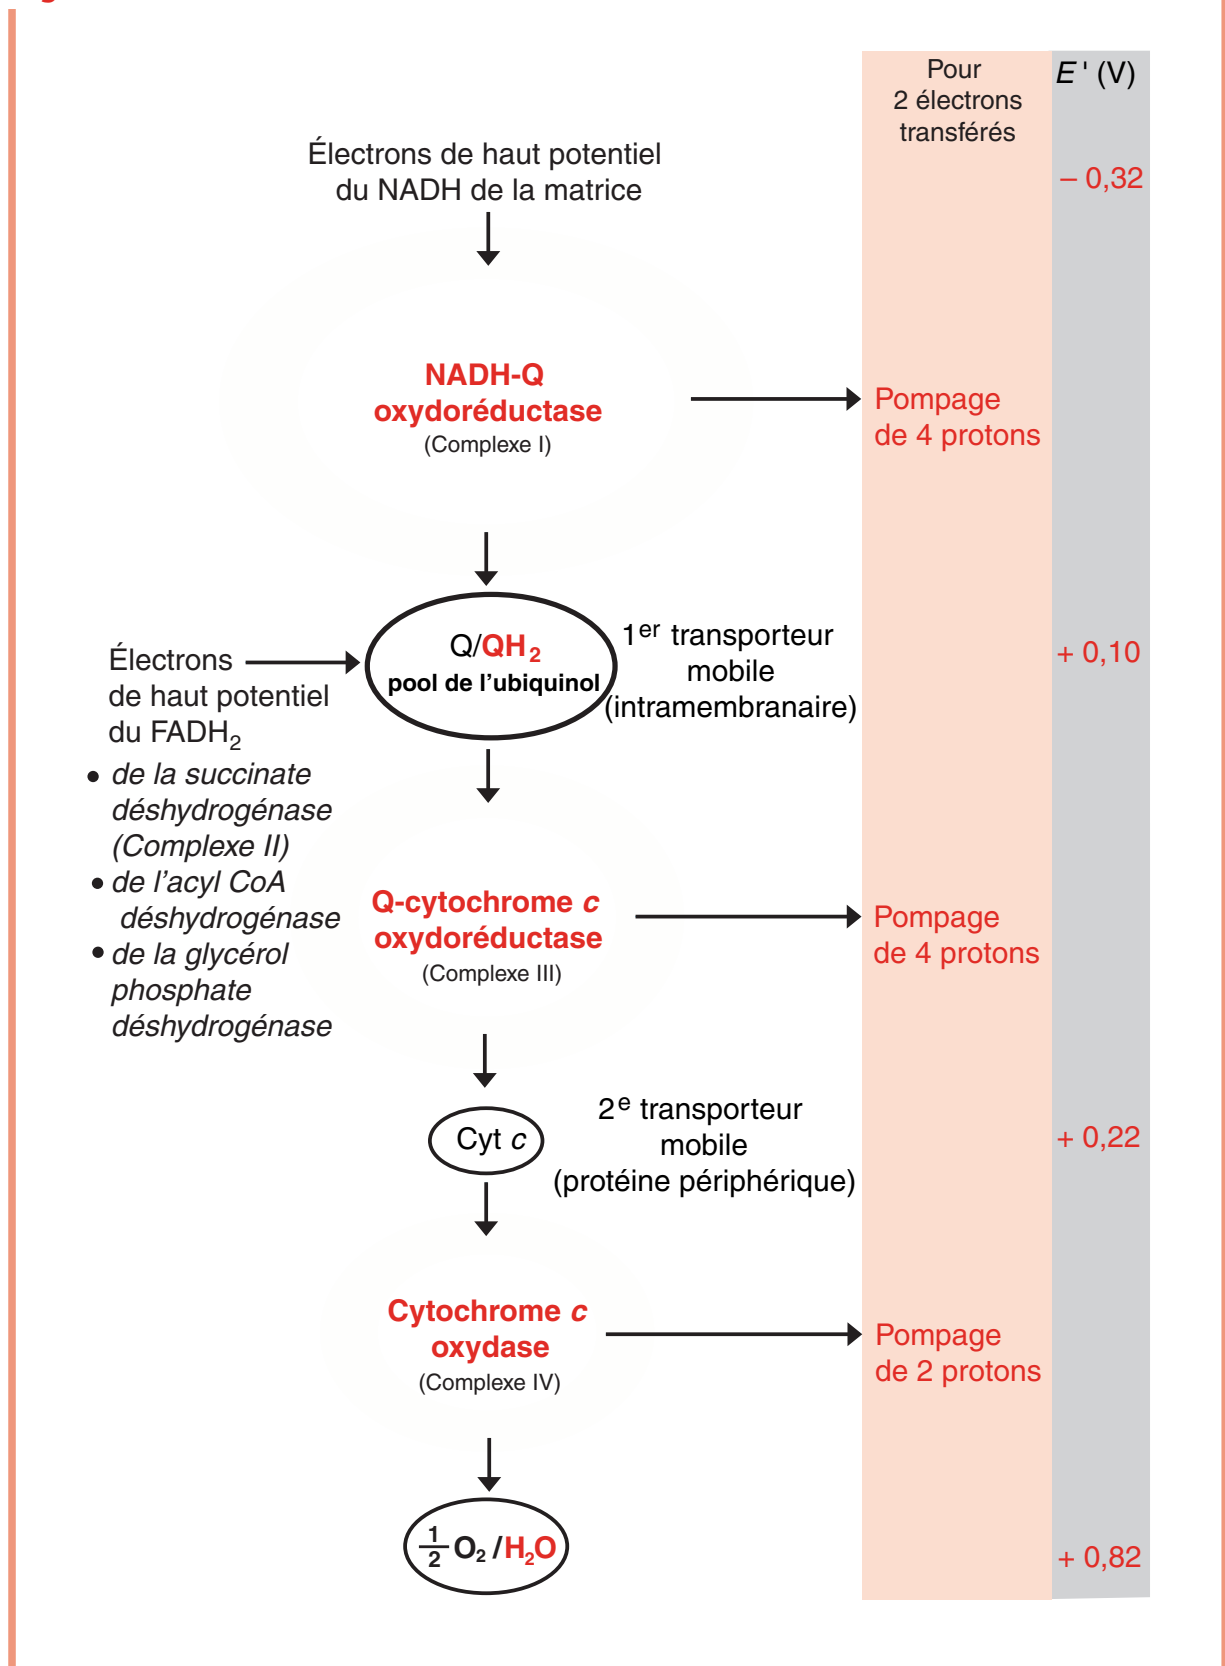 Pour
2 électrons
transférés
E ' (V)
Électrons de haut potentiel
du NADH de la matrice
– 0,32
NADH-Q
oxydoréductase
(Complexe I)
Pompage
de 4 protons
Q/QH2
pool de l'ubiquinol
1er transporteur
mobile
(intramembranaire)
+ 0,10
Électrons
de haut potentiel
du FADH2
• de la succinate
déshydrogénase
(Complexe II)
• de l'acyl CoA
déshydrogénase
• de la glycérol
phosphate
déshydrogénase
Q-cytochrome c
oxydoréductase
(Complexe III)
Pompage
de 4 protons
Cyt c
2e transporteur
mobile
(protéine périphérique)
+ 0,22
Cytochrome c
oxydase
(Complexe IV)
Pompage
de 2 protons
1/2 O2 /H2O
+ 0,82